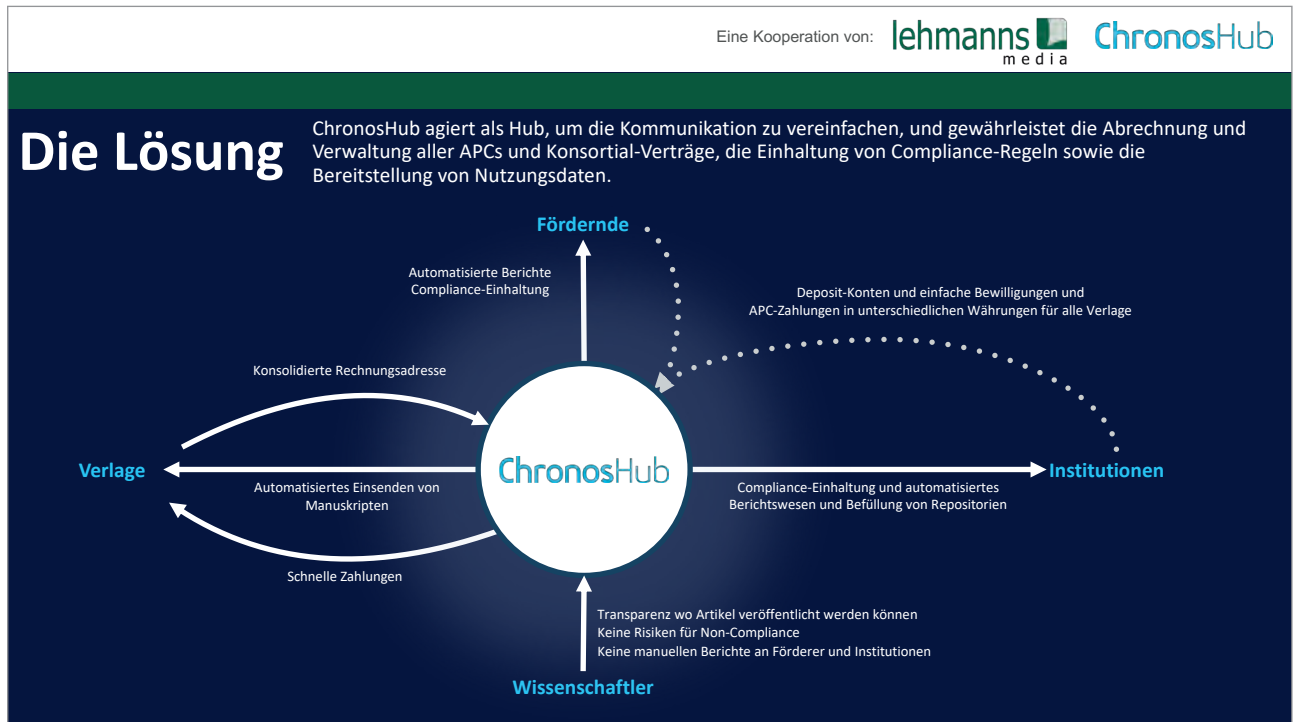 Eine Kooperation von:
lehmanns
media
ChronosHub
Die Lösung
ChronosHub agiert als Hub, um die Kommunikation zu vereinfachen, und gewährleistet die Abrechnung und
Verwaltung aller APCs und Konsortial-Verträge, die Einhaltung von Compliance-Regeln sowie die
Bereitstellung von Nutzungsdaten.
Fördernde
Automatisierte Berichte
Compliance-Einhaltung
Deposit-Konten und einfache Bewilligungen und
APC-Zahlungen in unterschiedlichen Währungen für alle Verlage
Konsolidierte Rechnungsadresse
Verlage
ChronosHub
Institutionen
Automatisiertes Einsenden von
Manuskripten
Compliance-Einhaltung und automatisiertes
Berichtswesen und Befüllung von Repositorien
Schnelle Zahlungen
Transparenz wo Artikel veröffentlicht werden können
Keine Risiken für Non-Compliance
Keine manuellen Berichte an Förderer und Institutionen
Wissenschaftler